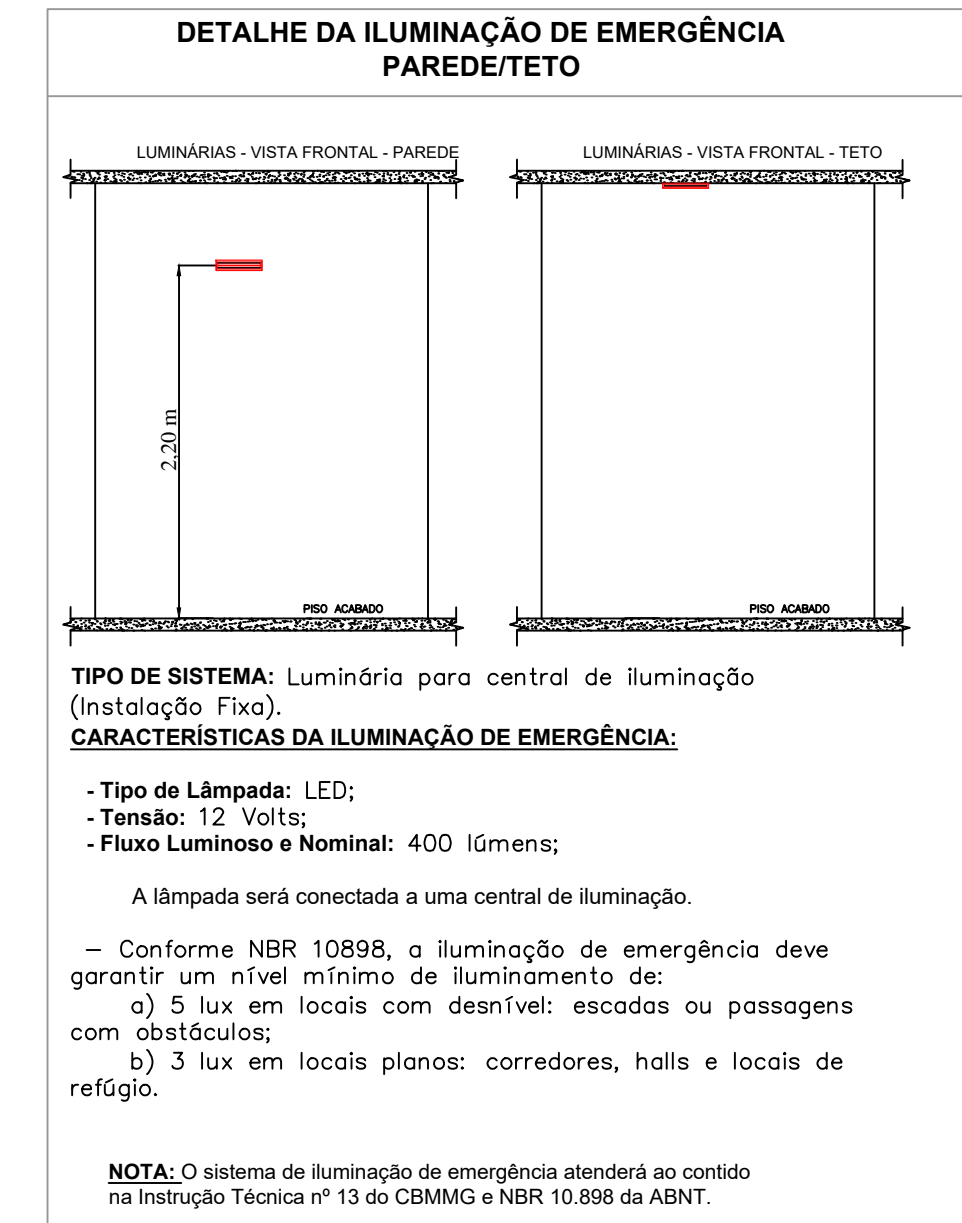 DETALHE DA ILUMINAÇÃO DE EMERGÊNCIA
PAREDE/TETO
LUMINÁRIAS - VISTA FRONTAL - PAREDE
2,20 m
PISO ACABADO
LUMINÁRIAS - VISTA FRONTAL - TETO
PISO ACABADO
TIPO DE SISTEMA: Luminária para central de iluminação
(Instalação Fixa).
CARACTERÍSTICAS DA ILUMINAÇÃO DE EMERGÊNCIA:
- Tipo de Lâmpada: LED;
- Tensão: 12 Volts;
- Fluxo Luminoso e Nominal: 400 lúmens;
A lâmpada será conectada a uma central de iluminação.
– Conforme NBR 10898, a iluminação de emergência deve
garantir um nível mínimo de iluminamento de:
a) 5 lux em locais com desnível: escadas ou passagens
com obstáculos;
b) 3 lux em locais planos: corredores, halls e locais de
refúgio.
NOTA: O sistema de iluminação de emergência atenderá ao contido
na Instrução Técnica nº 13 do CBMMG e NBR 10.898 da ABNT.